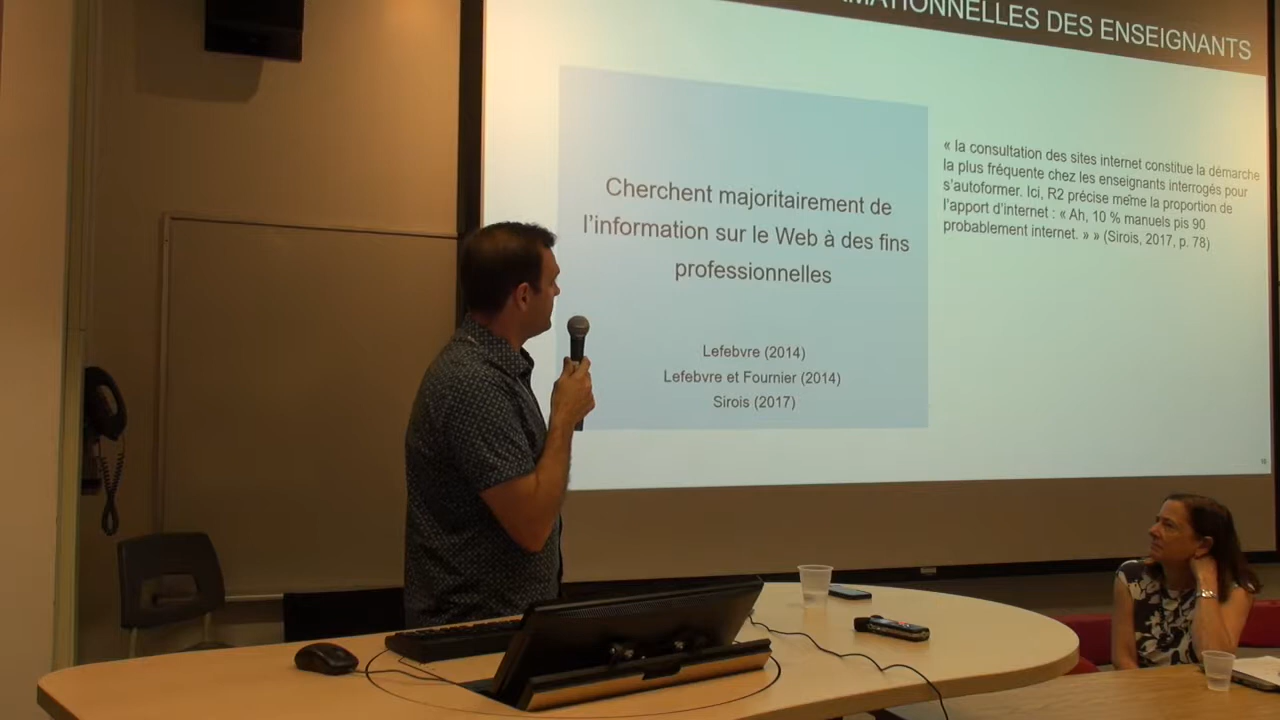 DES ENSEIGNANTS
Cherchent majoritairement de
l'information sur le Web à des fins
professionnelles
Lefebvre (2014)
Lefebvre et Fournier (2014)
Sirois (2017)
« la consultation des sites internet constitue la démarche
la plus fréquente chez les enseignants interrogés pour
s'autoformer. Ici, R2 précise même la proportion de
l'apport d'internet : « Ah, 10 % manuels pis 90
probablement internet. » » (Sirois, 2017, p. 78)